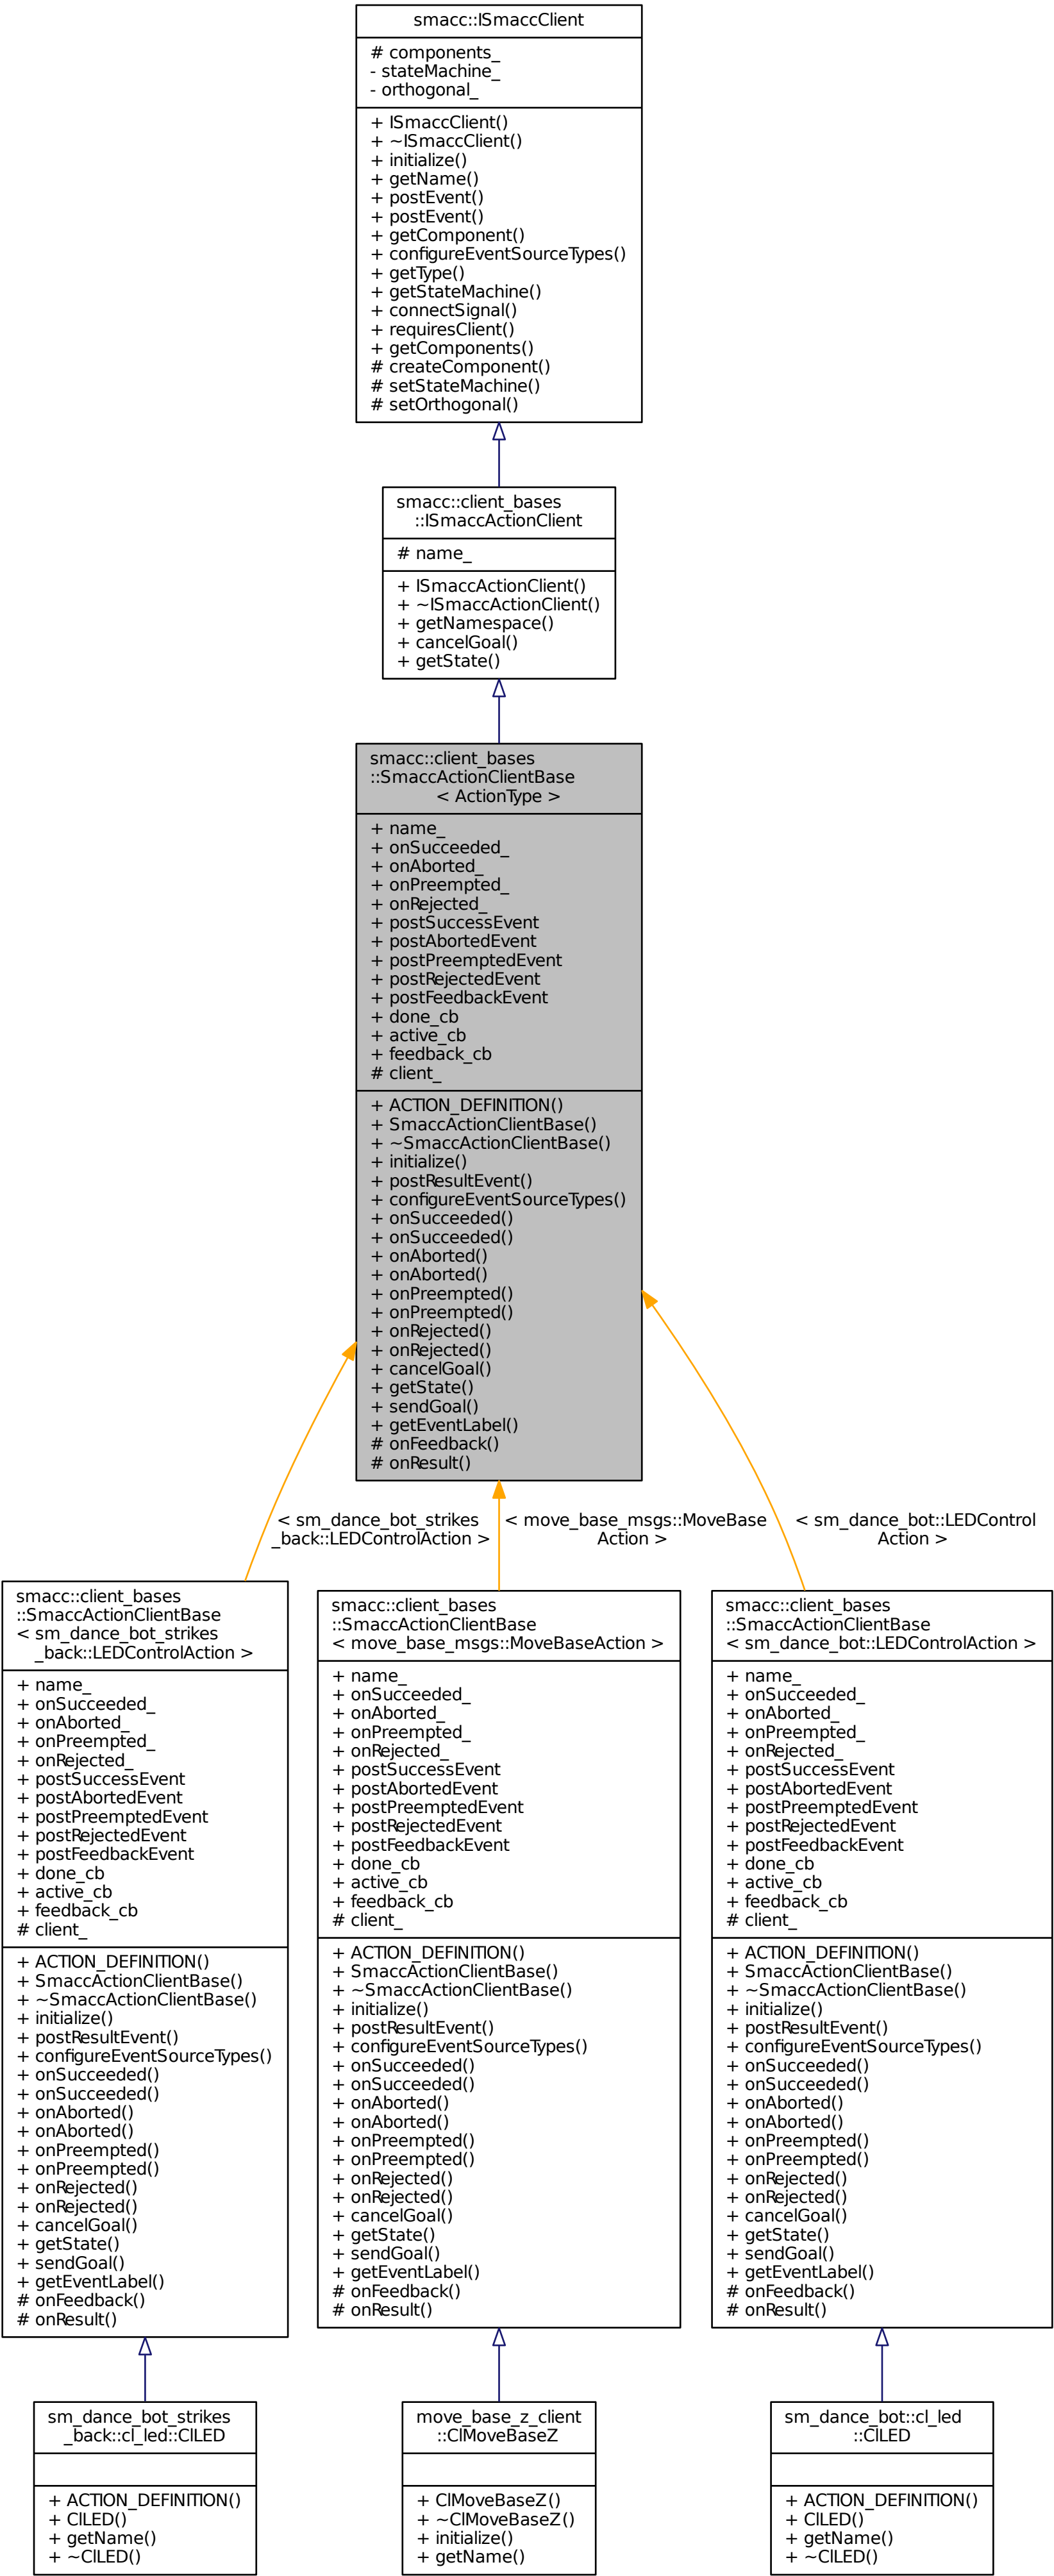 smacc::ISmaccClient
# components_
- stateMachine_
- orthogonal_
+ ISmaccClient()
+ ~ISmaccClient()
+ initialize()
+ getName()
+ postEvent()
+ postEvent()
+ getComponent()
+ configureEventSourceTypes()
+ getType()
+ getStateMachine()
+ connectSignal()
+ requiresClient()
+ getComponents()
# createComponent()
# setStateMachine()
# setOrthogonal()
smacc::client_bases
::ISmaccActionClient
# name_
+ ISmaccActionClient()
+ ~ISmaccActionClient()
+ getNamespace()
+ cancelGoal()
+ getState()
smacc::client_bases
::SmaccActionClientBase
< ActionType >
+ name_
+ onSucceeded_
+ onAborted_
+ onPreempted_
+ onRejected_
+ postSuccessEvent
+ postAbortedEvent
+ postPreemptedEvent
+ postRejectedEvent
+ postFeedbackEvent
+ done_cb
+ active_cb
+ feedback_cb
# client_
+ ACTION_DEFINITION()
+ SmaccActionClientBase()
+ ~SmaccActionClientBase()
+ initialize()
+ postResultEvent()
+ configureEventSourceTypes()
+ onSucceeded()
+ onSucceeded()
+ onAborted()
+ onAborted()
+ onPreempted()
+ onPreempted()
+ onRejected()
+ onRejected()
+ cancelGoal()
+ getState()
+ sendGoal()
+ getEventLabel()
# onFeedback()
# onResult()
< sm_dance_bot_strikes
_back::LEDControlAction >
< move_base_msgs::MoveBase
Action >
< sm_dance_bot::LEDControl
Action >
smacc::client_bases
::SmaccActionClientBase
< sm_dance_bot_strikes
_back::LEDControlAction >
+ name_
+ onSucceeded_
+ onAborted_
+ onPreempted_
+ onRejected_
+ postSuccessEvent
+ postAbortedEvent
+ postPreemptedEvent
+ postRejectedEvent
+ postFeedbackEvent
+ done_cb
+ active_cb
+ feedback_cb
# client_
+ ACTION_DEFINITION()
+ SmaccActionClientBase()
+ ~SmaccActionClientBase()
+ initialize()
+ postResultEvent()
+ configureEventSourceTypes()
+ onSucceeded()
+ onSucceeded()
+ onAborted()
+ onAborted()
+ onPreempted()
+ onPreempted()
+ onRejected()
+ onRejected()
+ cancelGoal()
+ getState()
+ sendGoal()
+ getEventLabel()
# onFeedback()
# onResult()
smacc::client_bases
::SmaccActionClientBase
< move_base_msgs::MoveBaseAction >
+ name_
+ onSucceeded_
+ onAborted_
+ onPreempted_
+ onRejected_
+ postSuccessEvent
+ postAbortedEvent
+ postPreemptedEvent
+ postRejectedEvent
+ postFeedbackEvent
+ done_cb
+ active_cb
+ feedback_cb
# client_
+ ACTION_DEFINITION()
+ SmaccActionClientBase()
+ ~SmaccActionClientBase()
+ initialize()
+ postResultEvent()
+ configureEventSourceTypes()
+ onSucceeded()
+ onSucceeded()
+ onAborted()
+ onAborted()
+ onPreempted()
+ onPreempted()
+ onRejected()
+ onRejected()
+ cancelGoal()
+ getState()
+ sendGoal()
+ getEventLabel()
# onFeedback()
# onResult()
smacc::client_bases
::SmaccActionClientBase
< sm_dance_bot::LEDControlAction >
+ name_
+ onSucceeded_
+ onAborted_
+ onPreempted_
+ onRejected_
+ postSuccessEvent
+ postAbortedEvent
+ postPreemptedEvent
+ postRejectedEvent
+ postFeedbackEvent
+ done_cb
+ active_cb
+ feedback_cb
# client_
+ ACTION_DEFINITION()
+ SmaccActionClientBase()
+ ~SmaccActionClientBase()
+ initialize()
+ postResultEvent()
+ configureEventSourceTypes()
+ onSucceeded()
+ onSucceeded()
+ onAborted()
+ onAborted()
+ onPreempted()
+ onPreempted()
+ onRejected()
+ onRejected()
+ cancelGoal()
+ getState()
+ sendGoal()
+ getEventLabel()
# onFeedback()
# onResult()
sm_dance_bot_strikes
_back::cl_led::ClLED
+ ACTION_DEFINITION()
+ ClLED()
+ getName()
+ ~ClLED()
move_base_z_client
::ClMoveBaseZ
+ ClMoveBaseZ()
+ ~ClMoveBaseZ()
+ initialize()
+ getName()
sm_dance_bot::cl_led
::ClLED
+ ACTION_DEFINITION()
+ ClLED()
+ getName()
+ ~ClLED()